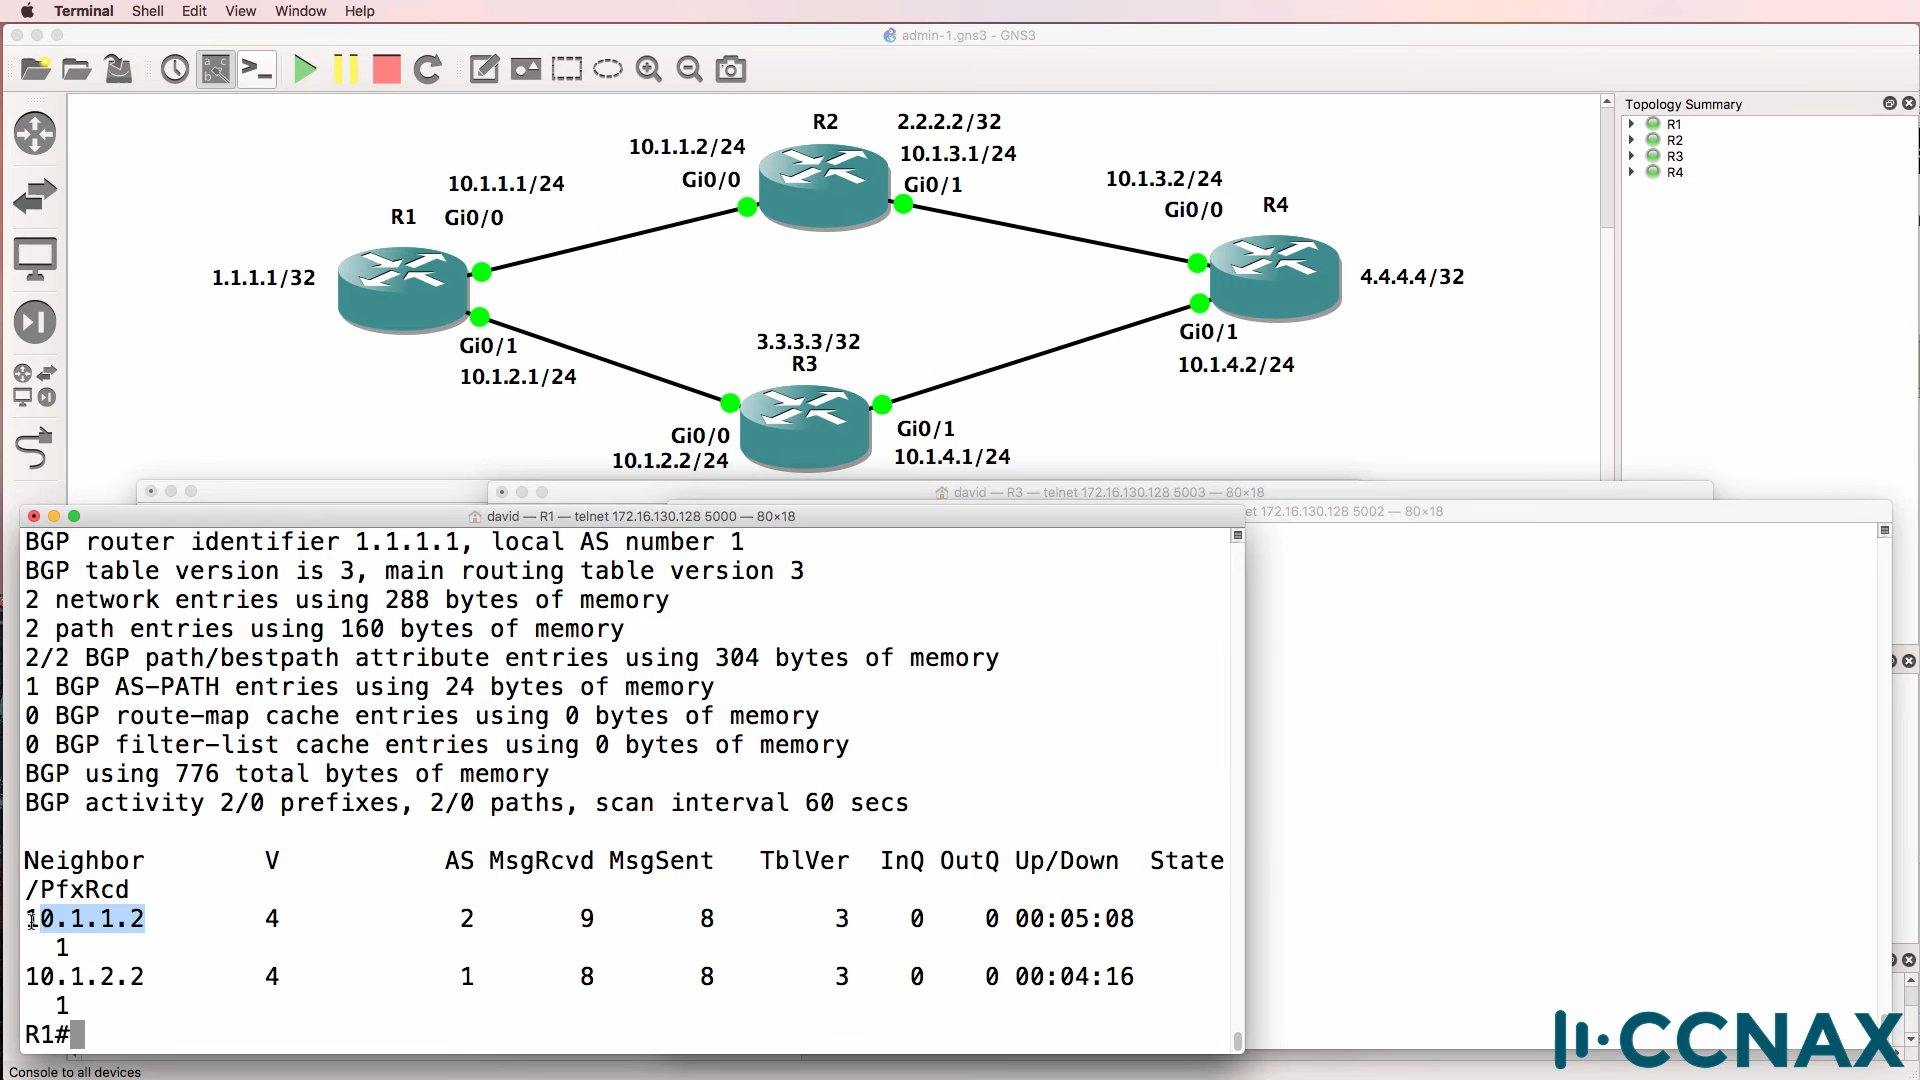 Terminal Shell Edit View Window Help
admin-1.gns3 - GNS3
Topology Summary
R1
R2
R3
R4
R2
2.2.2.2/32
10.1.1.2/24
10.1.3.1/24
Gi0/0
Gi0/1
10.1.1.1/24
10.1.3.2/24
R1
Gi0/0
Gi0/0
R4
1.1.1.1/32
4.4.4.4/32
Gi0/1
3.3.3.3/32
Gi0/1
10.1.2.1/24
R3
10.1.4.2/24
Gi0/0
Gi0/1
10.1.2.2/24
10.1.4.1/24
david — R3 — telnet 172.16.130.128 5003 — 80×18
et 172.16.130.128 5002 — 80×18
david — R1 — telnet 172.16.130.128 5000 — 80×18
BGP router identifier 1.1.1.1, local AS number 1
BGP table version is 3, main routing table version 3
2 network entries using 288 bytes of memory
2 path entries using 160 bytes of memory
2/2 BGP path/bestpath attribute entries using 304 bytes of memory
1 BGP AS-PATH entries using 24 bytes of memory
0 BGP route-map cache entries using 0 bytes of memory
0 BGP filter-list cache entries using 0 bytes of memory
BGP using 776 total bytes of memory
BGP activity 2/0 prefixes, 2/0 paths, scan interval 60 secs
Neighbor V AS MsgRcvd MsgSent TblVer InQ OutQ Up/Down State
/PfxRcd
10.1.1.2 4 2 9 8 3 0 0 00:05:08
1
10.1.2.2 4 1 8 8 3 0 0 00:04:16
1
R1#
Console to all devices
CCNAX